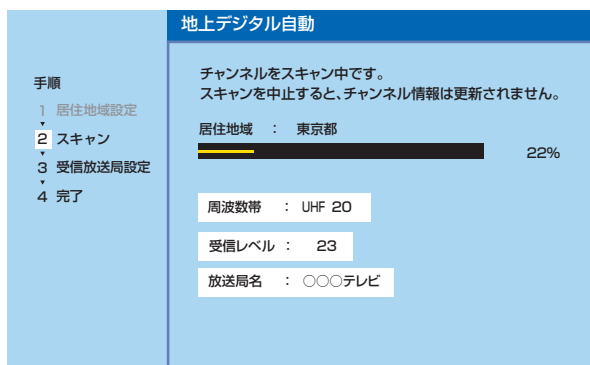 地上デジタル自動
手順
1 居住地域設定
2 スキャン
3 受信放送局設定
4 完了
チャンネルをスキャン中です。
スキャンを中止すると、チャンネル情報は更新されません。
居住地域 : 東京都
22%
周波数帯 : UHF 20
受信レベル : 23
放送局名 : ○○○テレビ